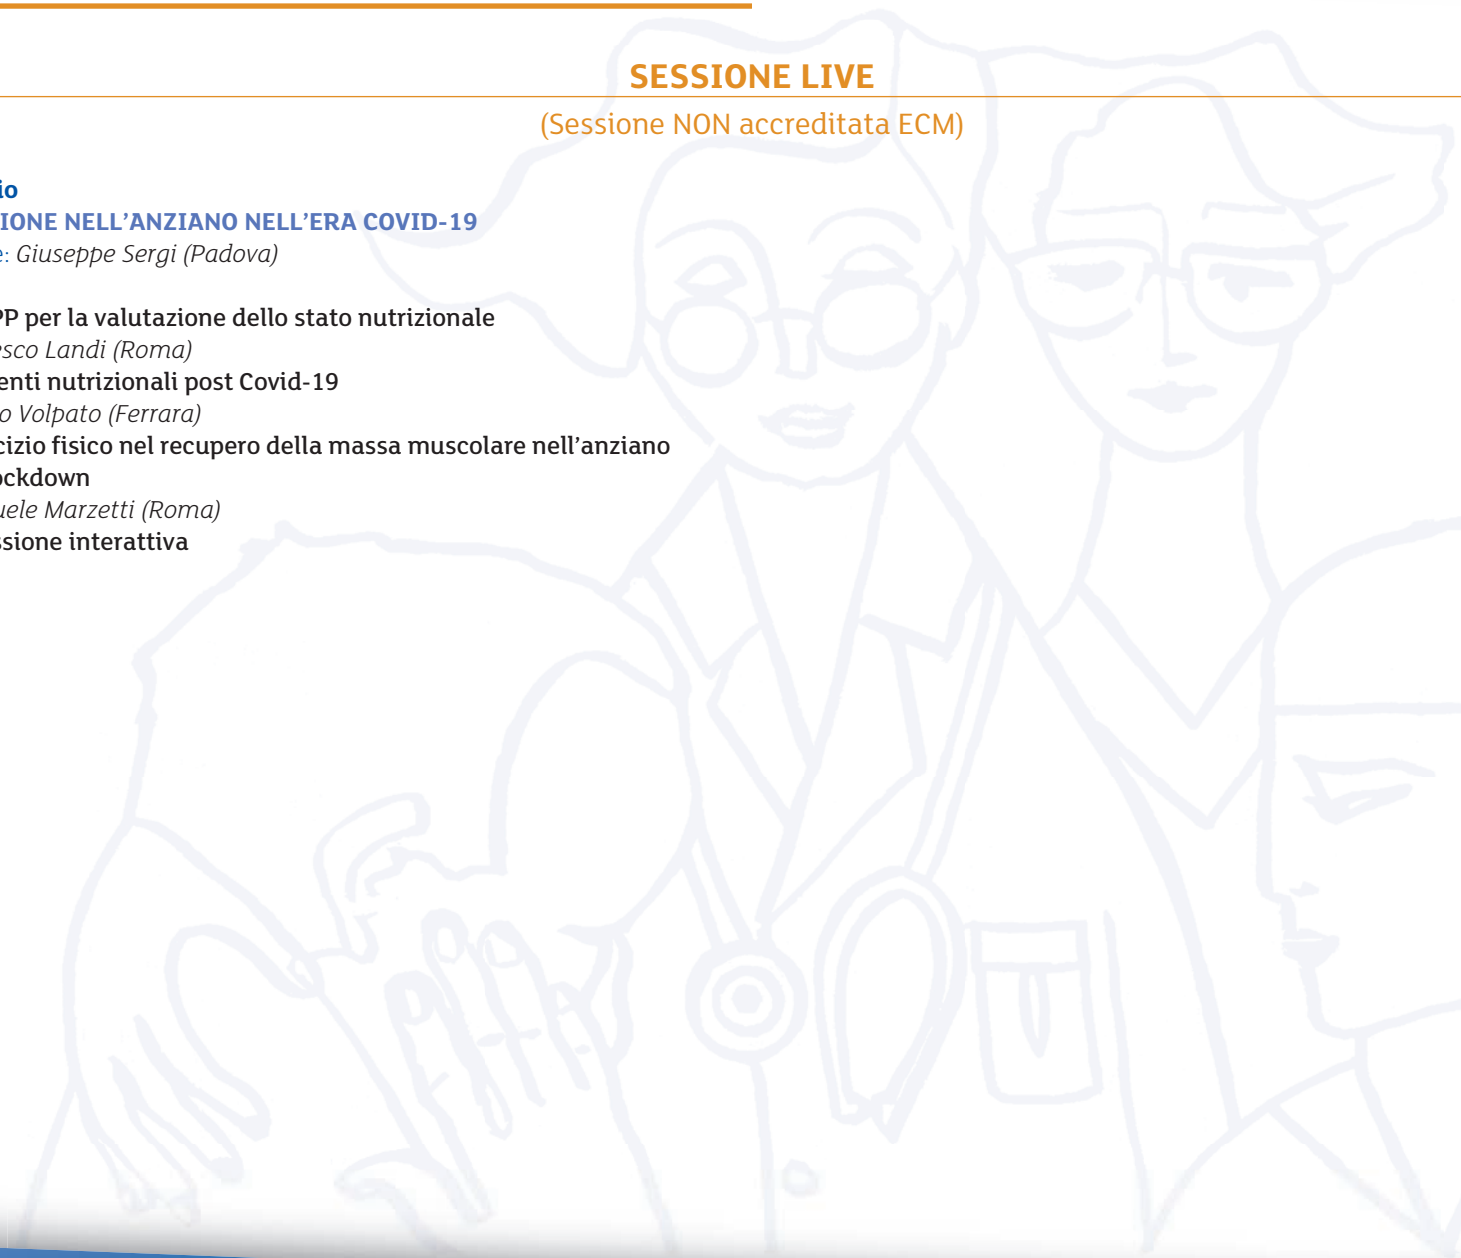 SESSIONE LIVE
(Sessione NON accreditata ECM)
io
IONE NELL’ANZIANO NELL’ERA COVID-19
e: Giuseppe Sergi (Padova)
PP per la valutazione dello stato nutrizionale
esco Landi (Roma)
enti nutrizionali post Covid-19
o Volpato (Ferrara)
cizio fisico nel recupero della massa muscolare nell’anziano
ockdown
uele Marzetti (Roma)
ssione interattiva